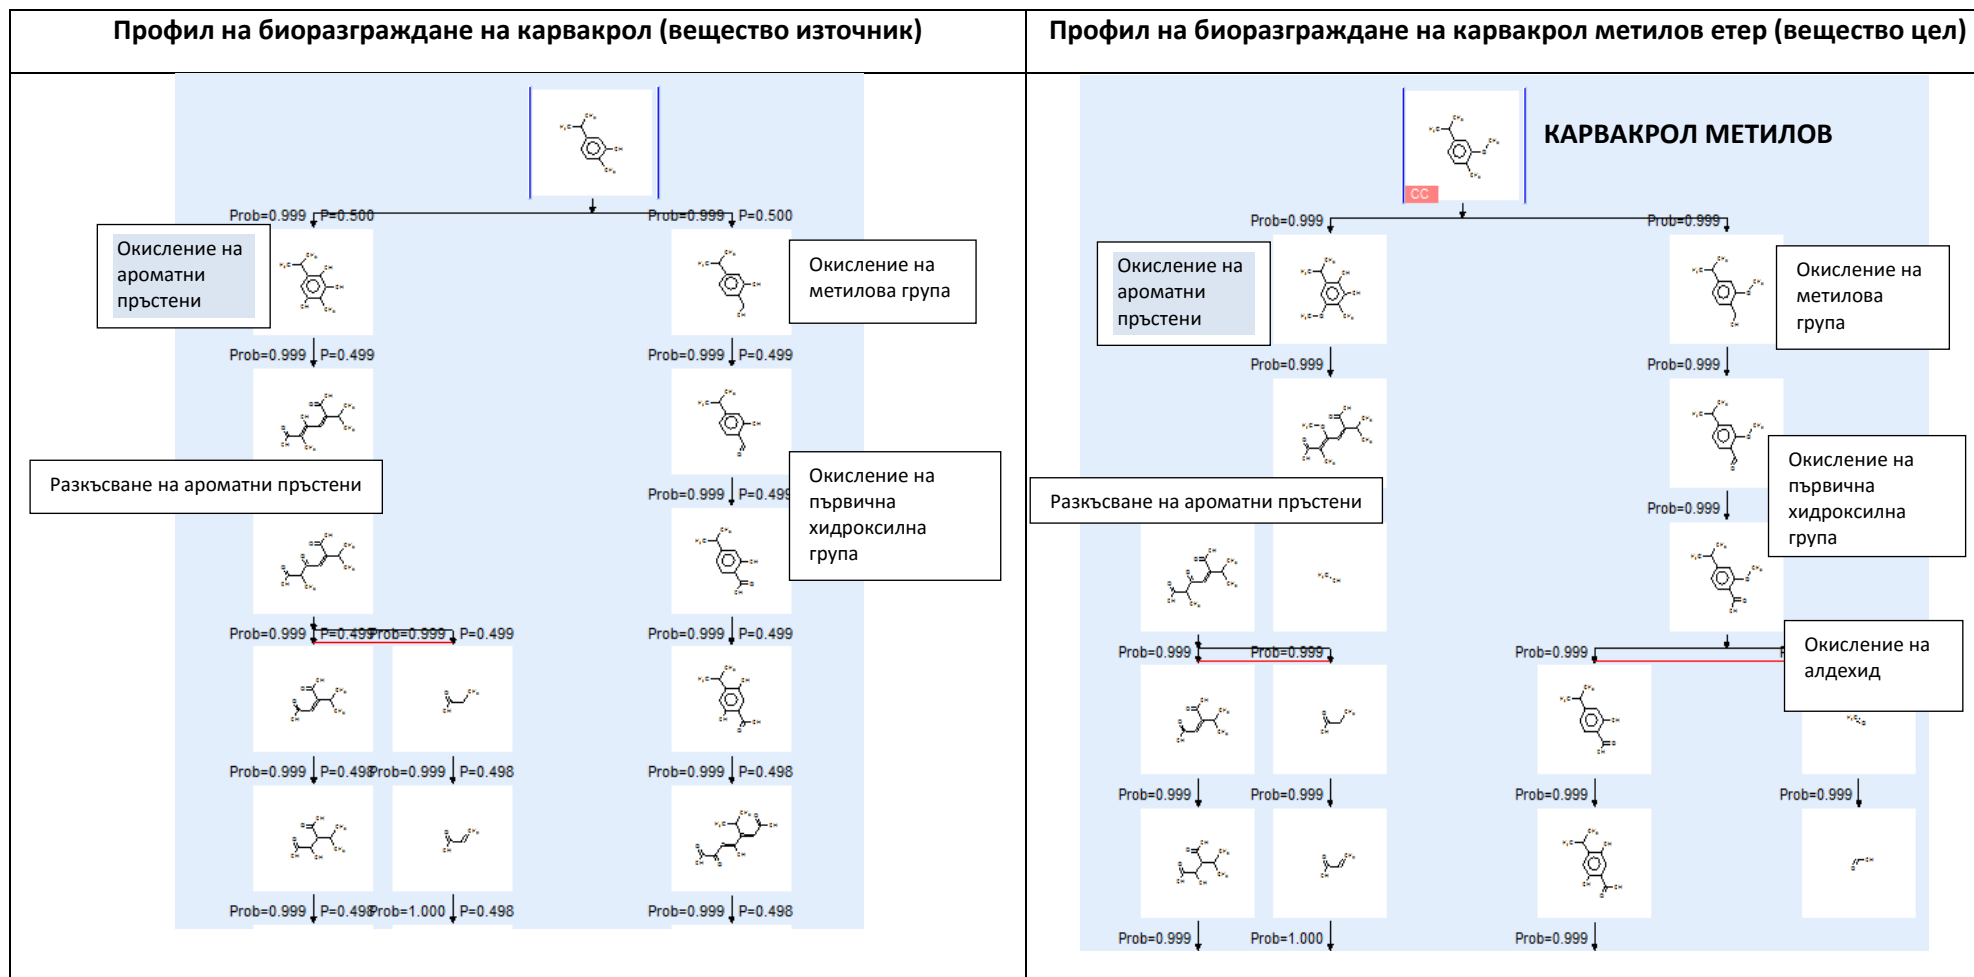 Профил на биоразграждане на карвакрол (вещество източник)
Профил на биоразграждане на карвакрол метилов етер (вещество цел)
КАРВАКРОЛ МЕТИЛОВ
CC
Prob=0.999 P=0.500
Prob=0.999 P=0.500
Окисление на
ароматни
пръстени
Окисление на
метилова група
Prob=0.999 P=0.499
Prob=0.999 P=0.499
Разкъсване на ароматни пръстени
Prob=0.999 P=0.499
Окисление на
първична
хидроксилна
група
Prob=0.999 P=0.499
Prob=0.999 P=0.499
Prob=0.999 P=0.499
Prob=0.999 P=0.498
Prob=0.999 P=0.498
Prob=0.999 P=0.498
Prob=0.999 P=0.498
Prob=1.000 P=0.498
Prob=0.999 P=0.498
Prob=0.999
Prob=0.999
Окисление на
ароматни
пръстени
Окисление на
метилова
група
Prob=0.999
Prob=0.999
Разкъсване на ароматни пръстени
Prob=0.999
Окисление на
първична
хидроксилна
група
Prob=0.999
Prob=0.999
Prob=0.999
Окисление на
алдехид
Prob=0.999
Prob=0.999
Prob=0.999
Prob=0.999
Prob=0.999
Prob=1.000
Prob=0.999